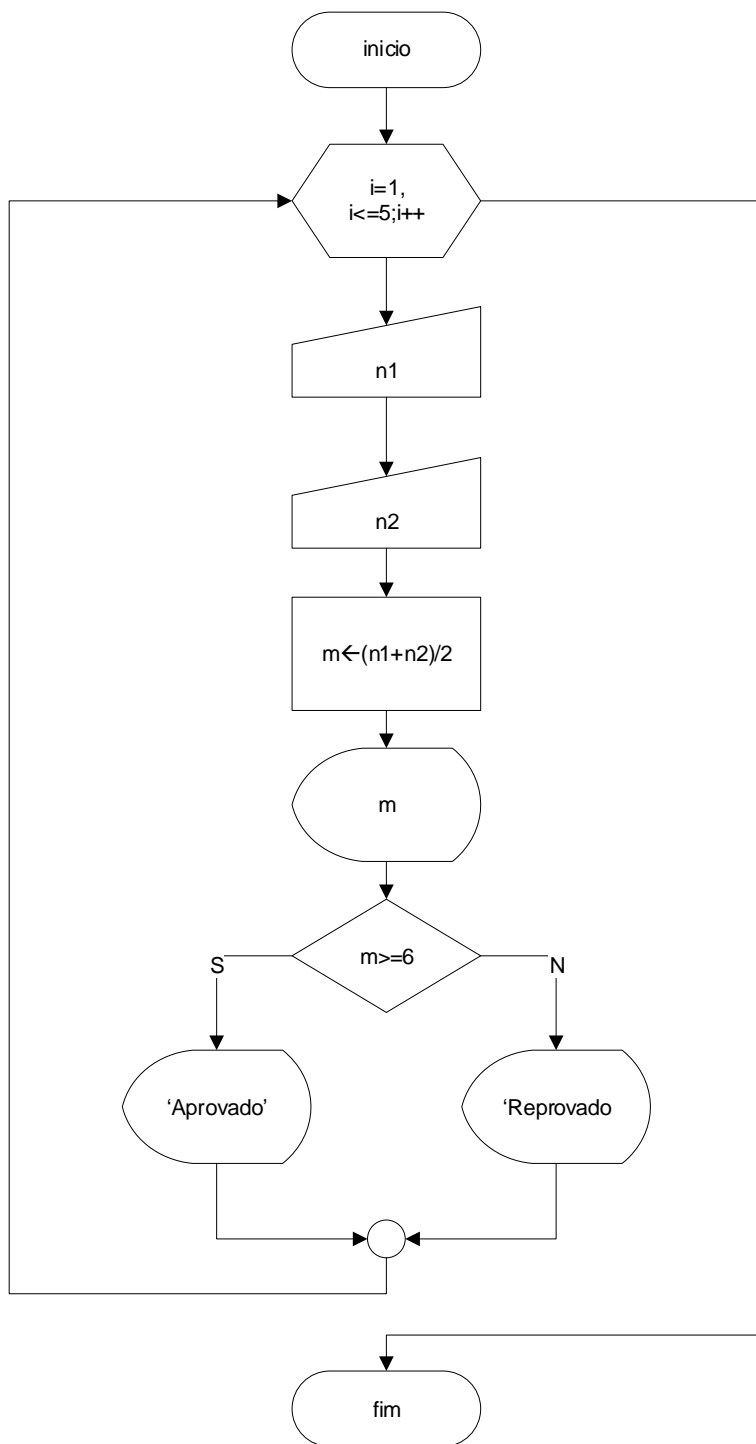 inicio
i=1,
i<=5;i++
n1
n2
m←(n1+n2)/2
m
m>=6
S
N
‘Aprovado’
‘Reprovado
fim